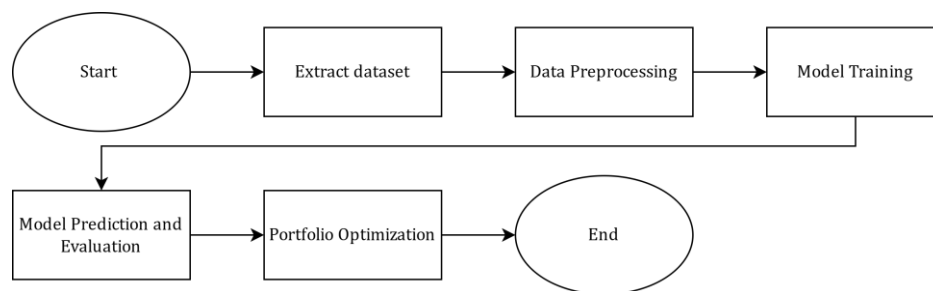 Start
Extract dataset
Data Preprocessing
Model Training
Model Prediction and
Evaluation
Portfolio Optimization
End